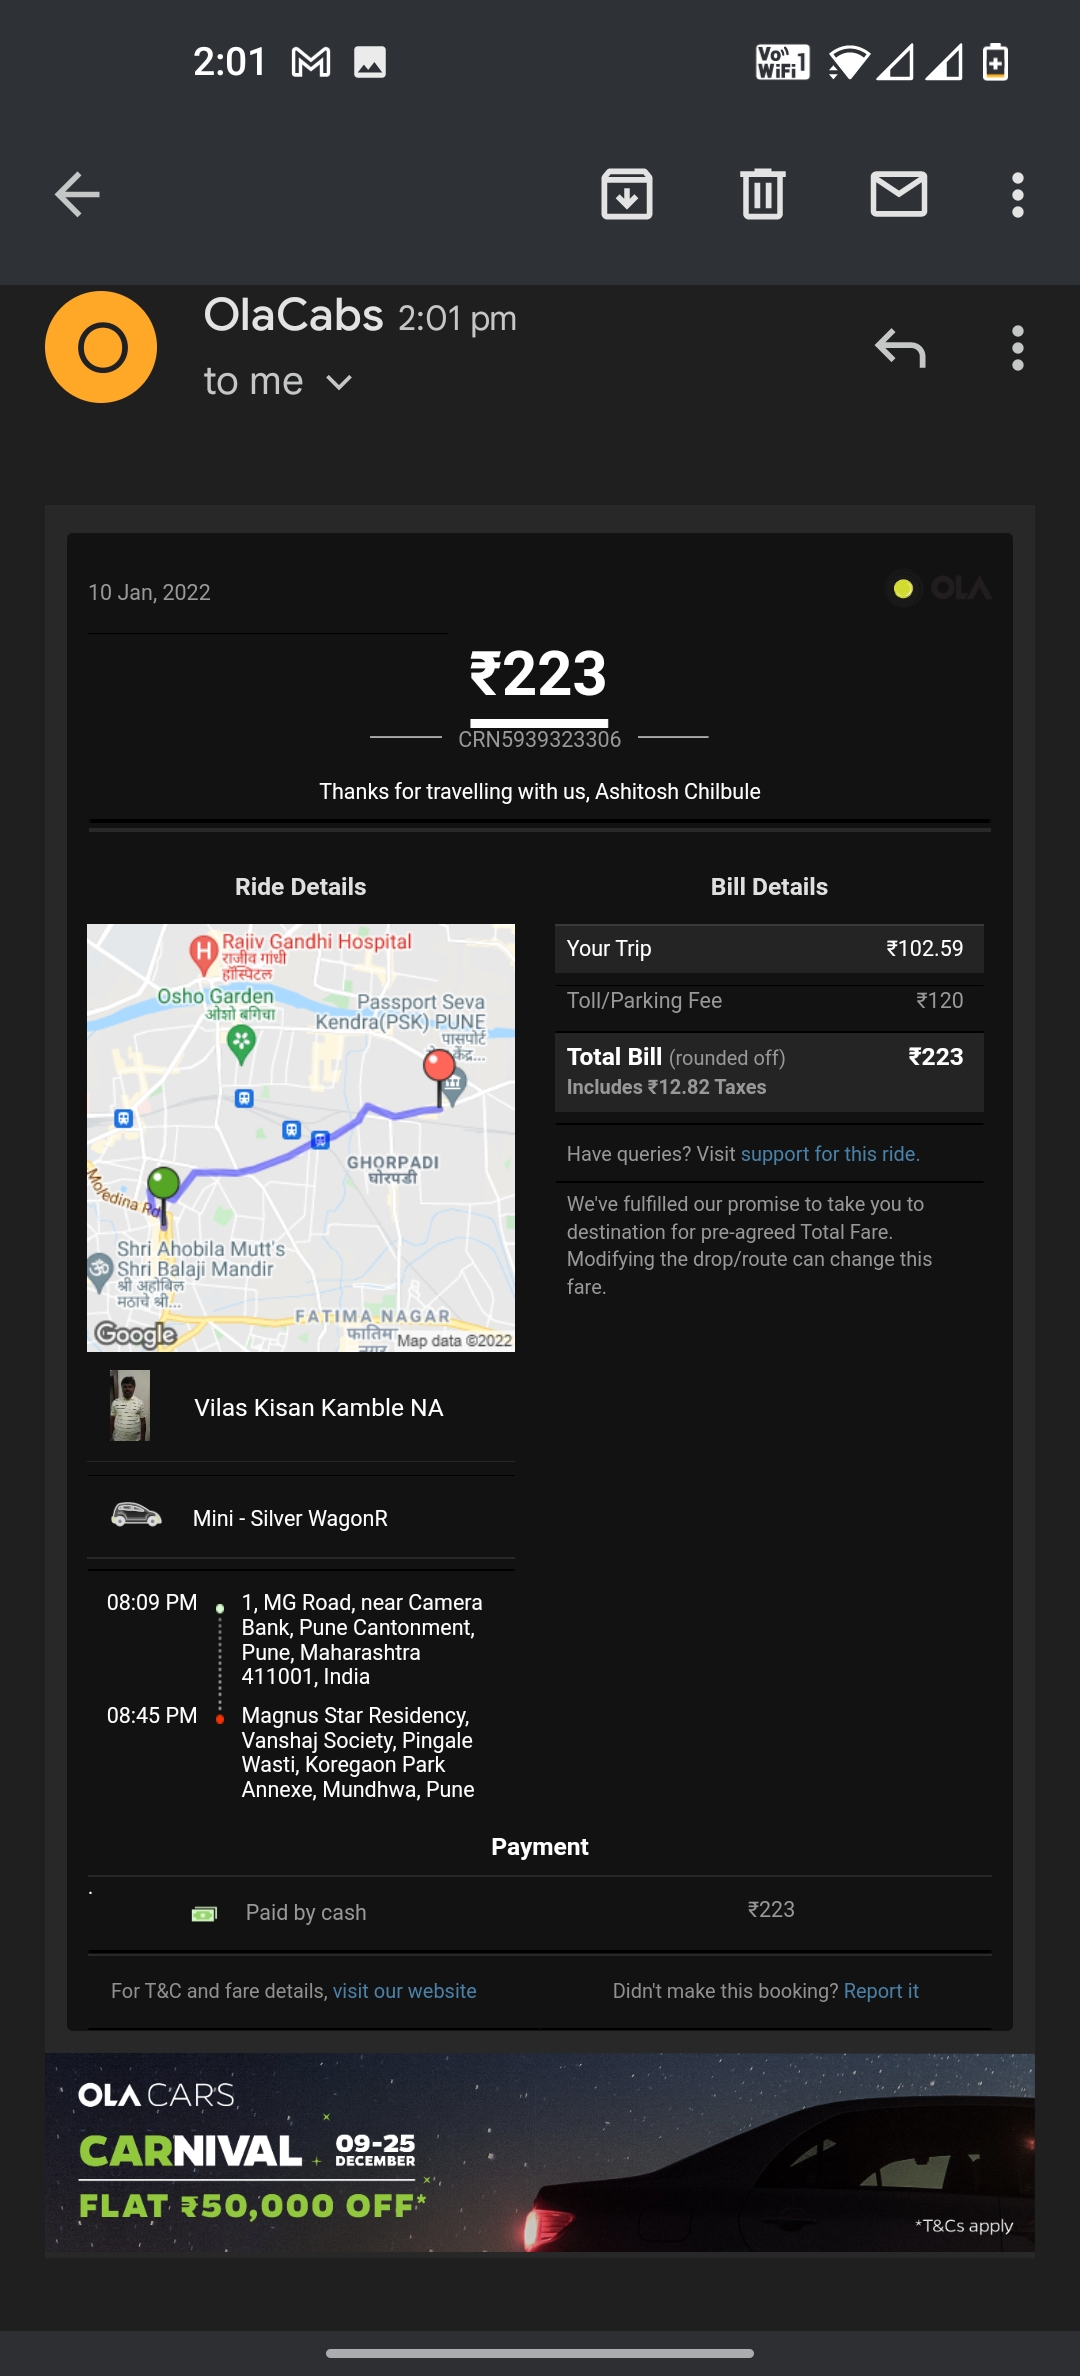 2:01
Vo WiFi 1
OlaCabs 2:01 pm
O
to me
10 Jan, 2022
OLA
₹223
CRN5939323306
Thanks for travelling with us, Ashitosh Chilbule
Ride Details
Rajiv Gandhi Hospital
राजीव गांधी
हॉस्पिटल
Osho Garden
ओशो बगिचा
Passport Seva
Kendra(PSK) PUNE
पासपोर्ट
GHORPADI
घोरपडी
Moledina Rd
Shri Ahobila Mutt's
Shri Balaji Mandir
श्री अहोबिल
मठाचे श्री...
FATIMA NAGAR
फातिमा
नगर
Google
Map data ©2022
Bill Details
Your Trip ₹102.59
Toll/Parking Fee ₹120
Total Bill (rounded off) ₹223
Includes ₹12.82 Taxes
Have queries? Visit support for this ride.
We've fulfilled our promise to take you to
destination for pre-agreed Total Fare.
Modifying the drop/route can change this
fare.
Vilas Kisan Kamble NA
Mini - Silver WagonR
08:09 PM 1, MG Road, near Camera
Bank, Pune Cantonment,
Pune, Maharashtra
411001, India
08:45 PM Magnus Star Residency,
Vanshaj Society, Pingale
Wasti, Koregaon Park
Annexe, Mundhwa, Pune
Payment
.
Paid by cash ₹223
For T&C and fare details, visit our website
Didn't make this booking? Report it
OLA CARS
CARNIVAL 09-25
DECEMBER
FLAT ₹50,000 OFF*
*T&Cs apply